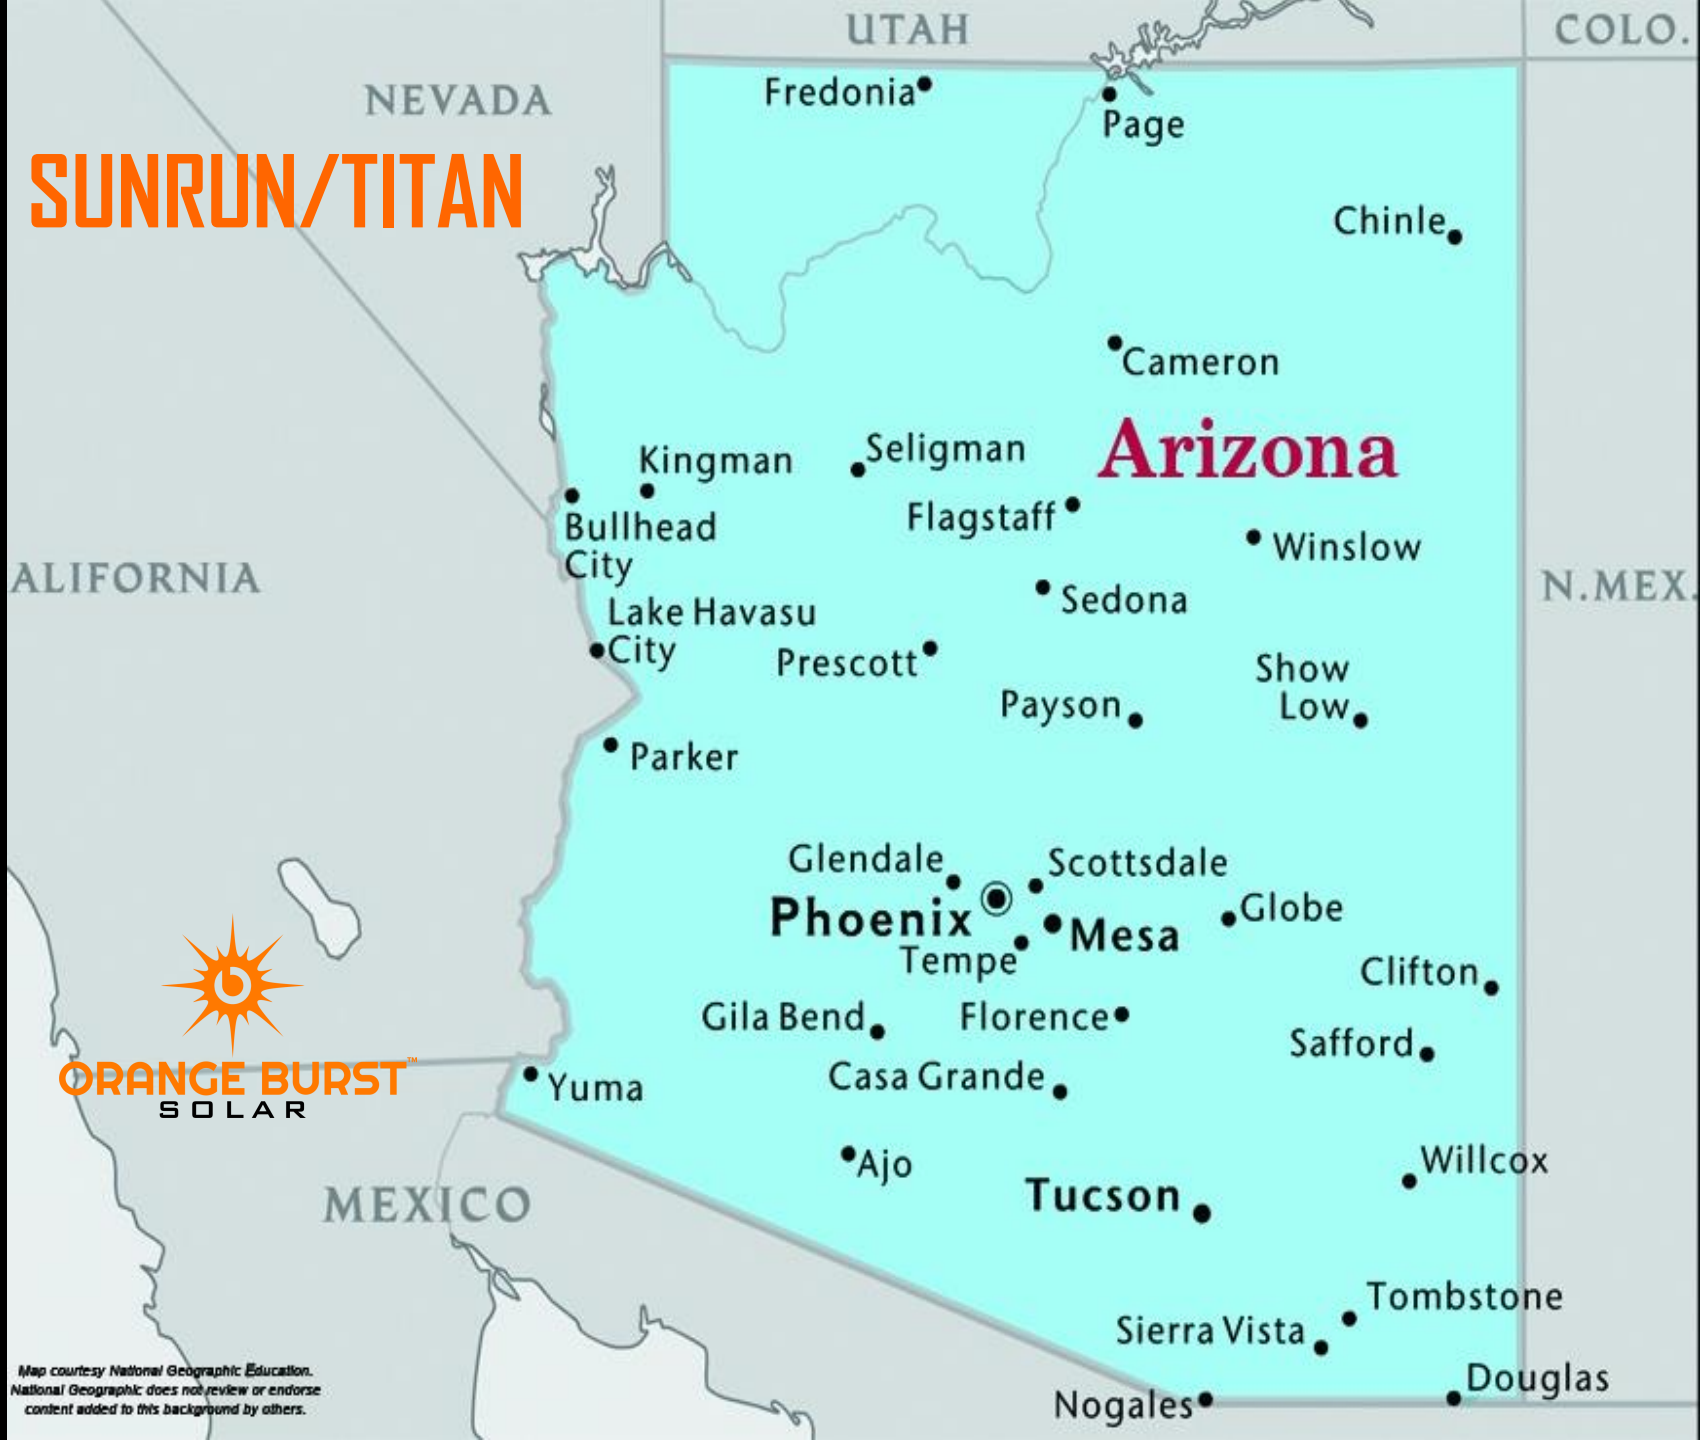 UTAH
COLO.
NEVADA
Fredonia
Page
SUNRUN/TITAN
Chinle
Cameron
Arizona
Kingman
Seligman
Flagstaff
Bullhead
City
Winslow
ALIFORNIA
N.MEX.
Sedona
Lake Havasu
City
Prescott
Show
Low
Payson
Parker
Glendale
Scottsdale
Phoenix
Globe
Mesa
Tempe
Clifton
Gila Bend
Florence
Safford
Casa Grande
ORANGE BURST™
SOLAR
Yuma
Ajo
Willcox
MEXICO
Tucson
Tombstone
Sierra Vista
Douglas
Nogales
Map courtesy National Geographic Education.
National Geographic does not review or endorse
content added to this background by others.